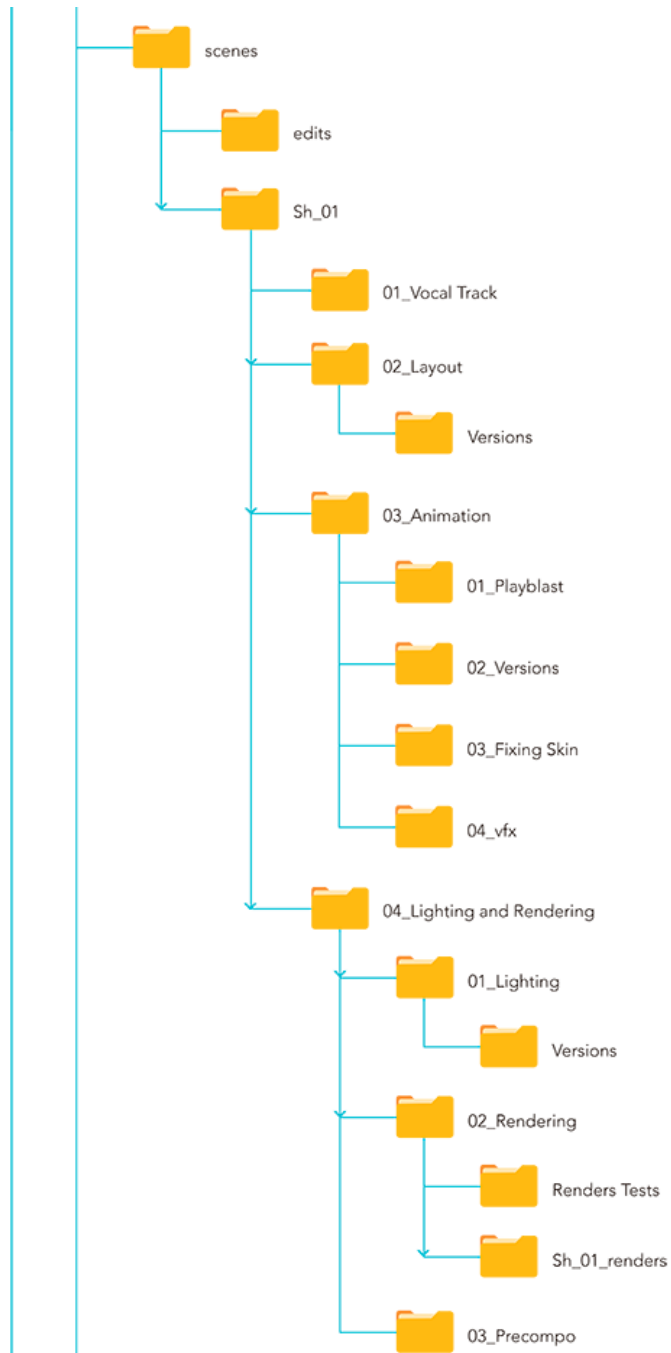 scenes
edits
Sh_01
01_Vocal Track
02_Layout
Versions
03_Animation
01_Playblast
02_Versions
03_Fixing Skin
04_vfx
04_Lighting and Rendering
01_Lighting
Versions
02_Rendering
Renders Tests
Sh_01_renders
03_Precompo